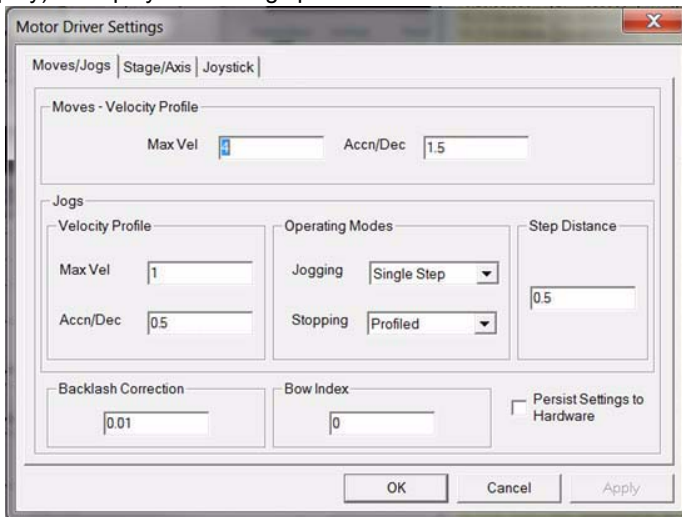 Motor Driver Settings
X
Moves/Jogs Stage/Axis Joystick
Moves - Velocity Profile
Max Vel 4 Accn/Dec 1.5
Jogs
Velocity Profile
Max Vel 1
Accn/Dec 0.5
Operating Modes
Jogging Single Step
Stopping Profiled
Step Distance
0.5
Backlash Correction
0.01
Bow Index
0
Persist Settings to
Hardware
OK Cancel Apply